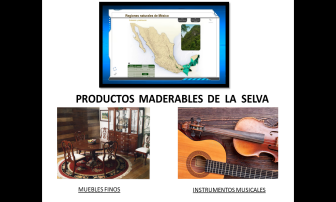 Regiones naturales de México
PRODUCTOS MADERABLES DE LA SELVA
MUEBLES FINOS
INSTRUMENTOS MUSICALES